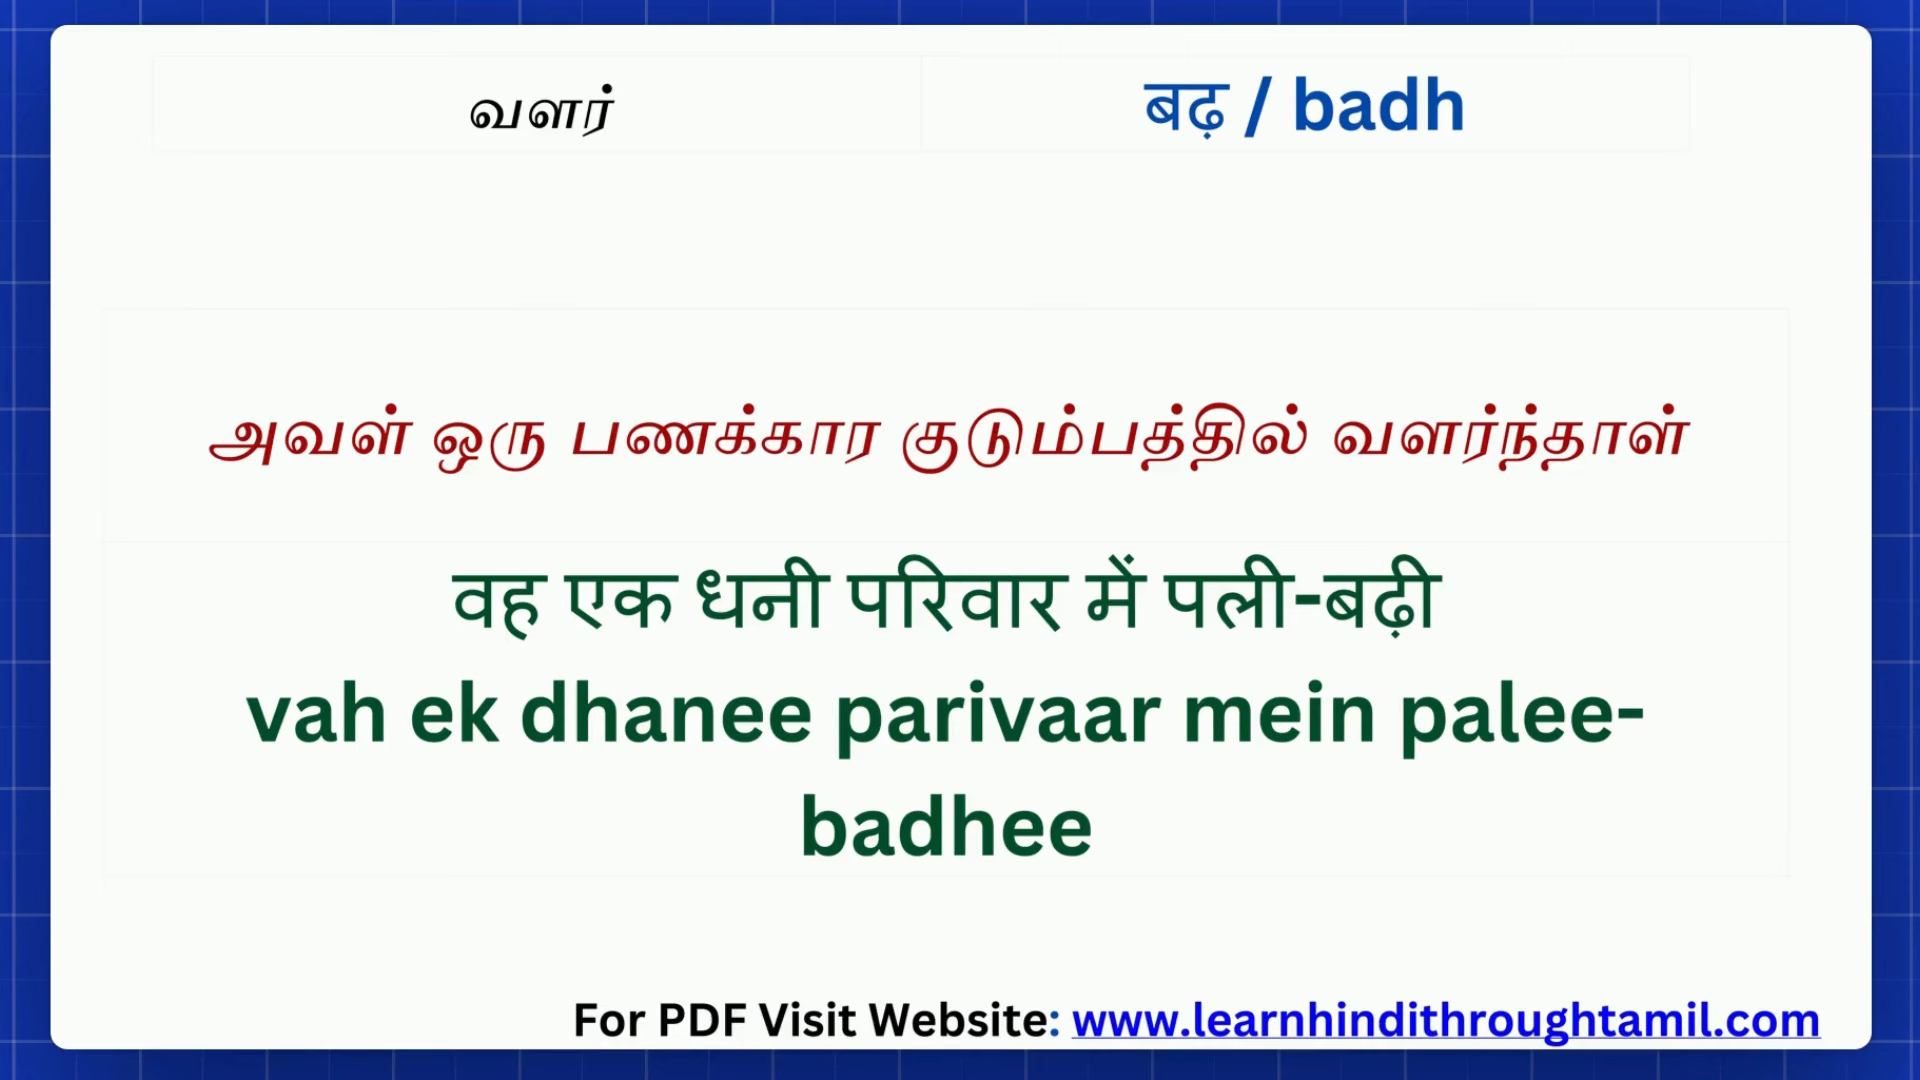 வளர்
बढ़ / badh
அவள் ஒரு பணக்கார குடும்பத்தில் வளர்ந்தாள்
वह एक धनी परिवार में पली-बढ़ी
vah ek dhanee parivaar mein palee-
badhee
For PDF Visit Website: www.learnhindithroughtamil.com